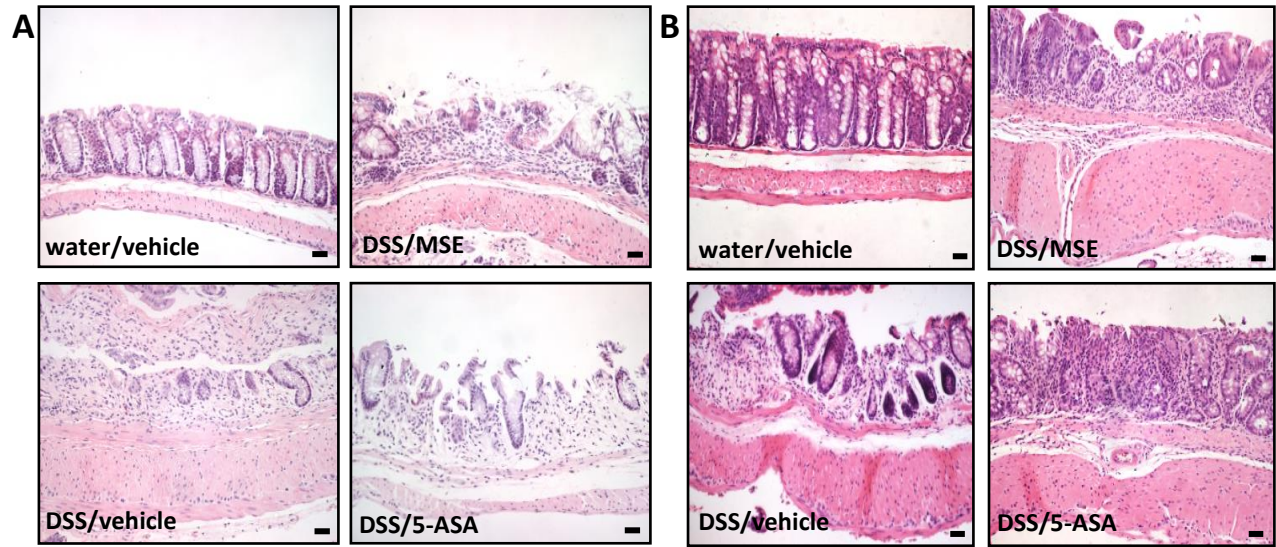 A
water/vehicle
DSS/MSE
DSS/vehicle
DSS/5-ASA
B
water/vehicle
DSS/MSE
DSS/vehicle
DSS/5-ASA